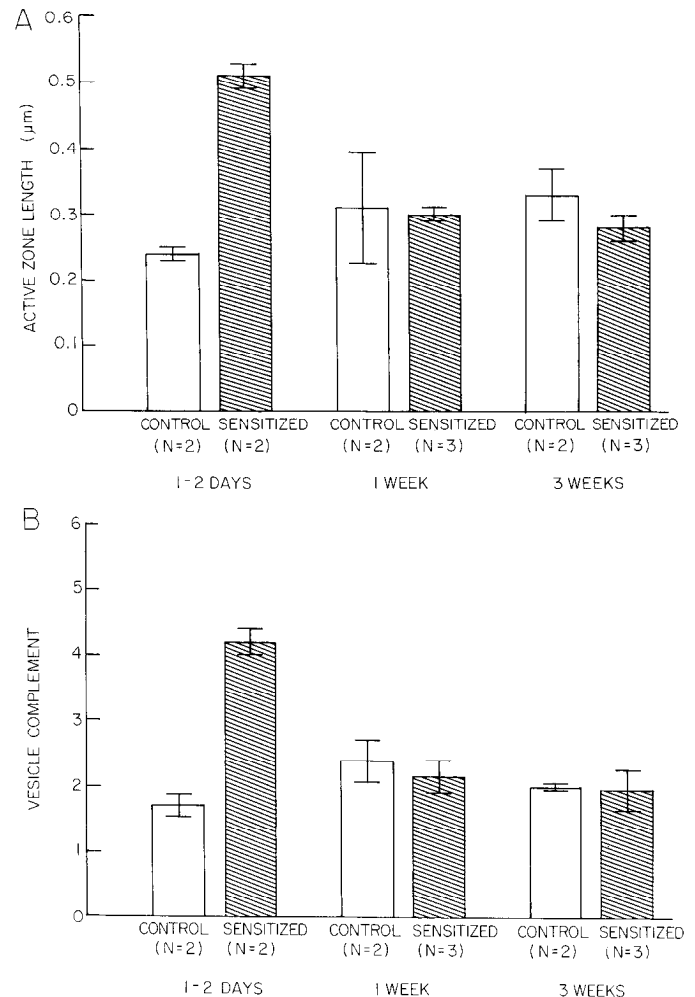 A
ACTIVE ZONE LENGTH (µm)
0.6
0.5
0.4
0.3
0.2
0.1
0
CONTROL SENSITIZED CONTROL SENSITIZED CONTROL SENSITIZED
(N=2) (N=2) (N=2) (N=3) (N=2) (N=3)
1-2 DAYS 1 WEEK 3 WEEKS
B
VESICLE COMPLEMENT
6
5
4
3
2
1
0
CONTROL SENSITIZED CONTROL SENSITIZED CONTROL SENSITIZED
(N=2) (N=2) (N=2) (N=3) (N=2) (N=3)
1-2 DAYS 1 WEEK 3 WEEKS